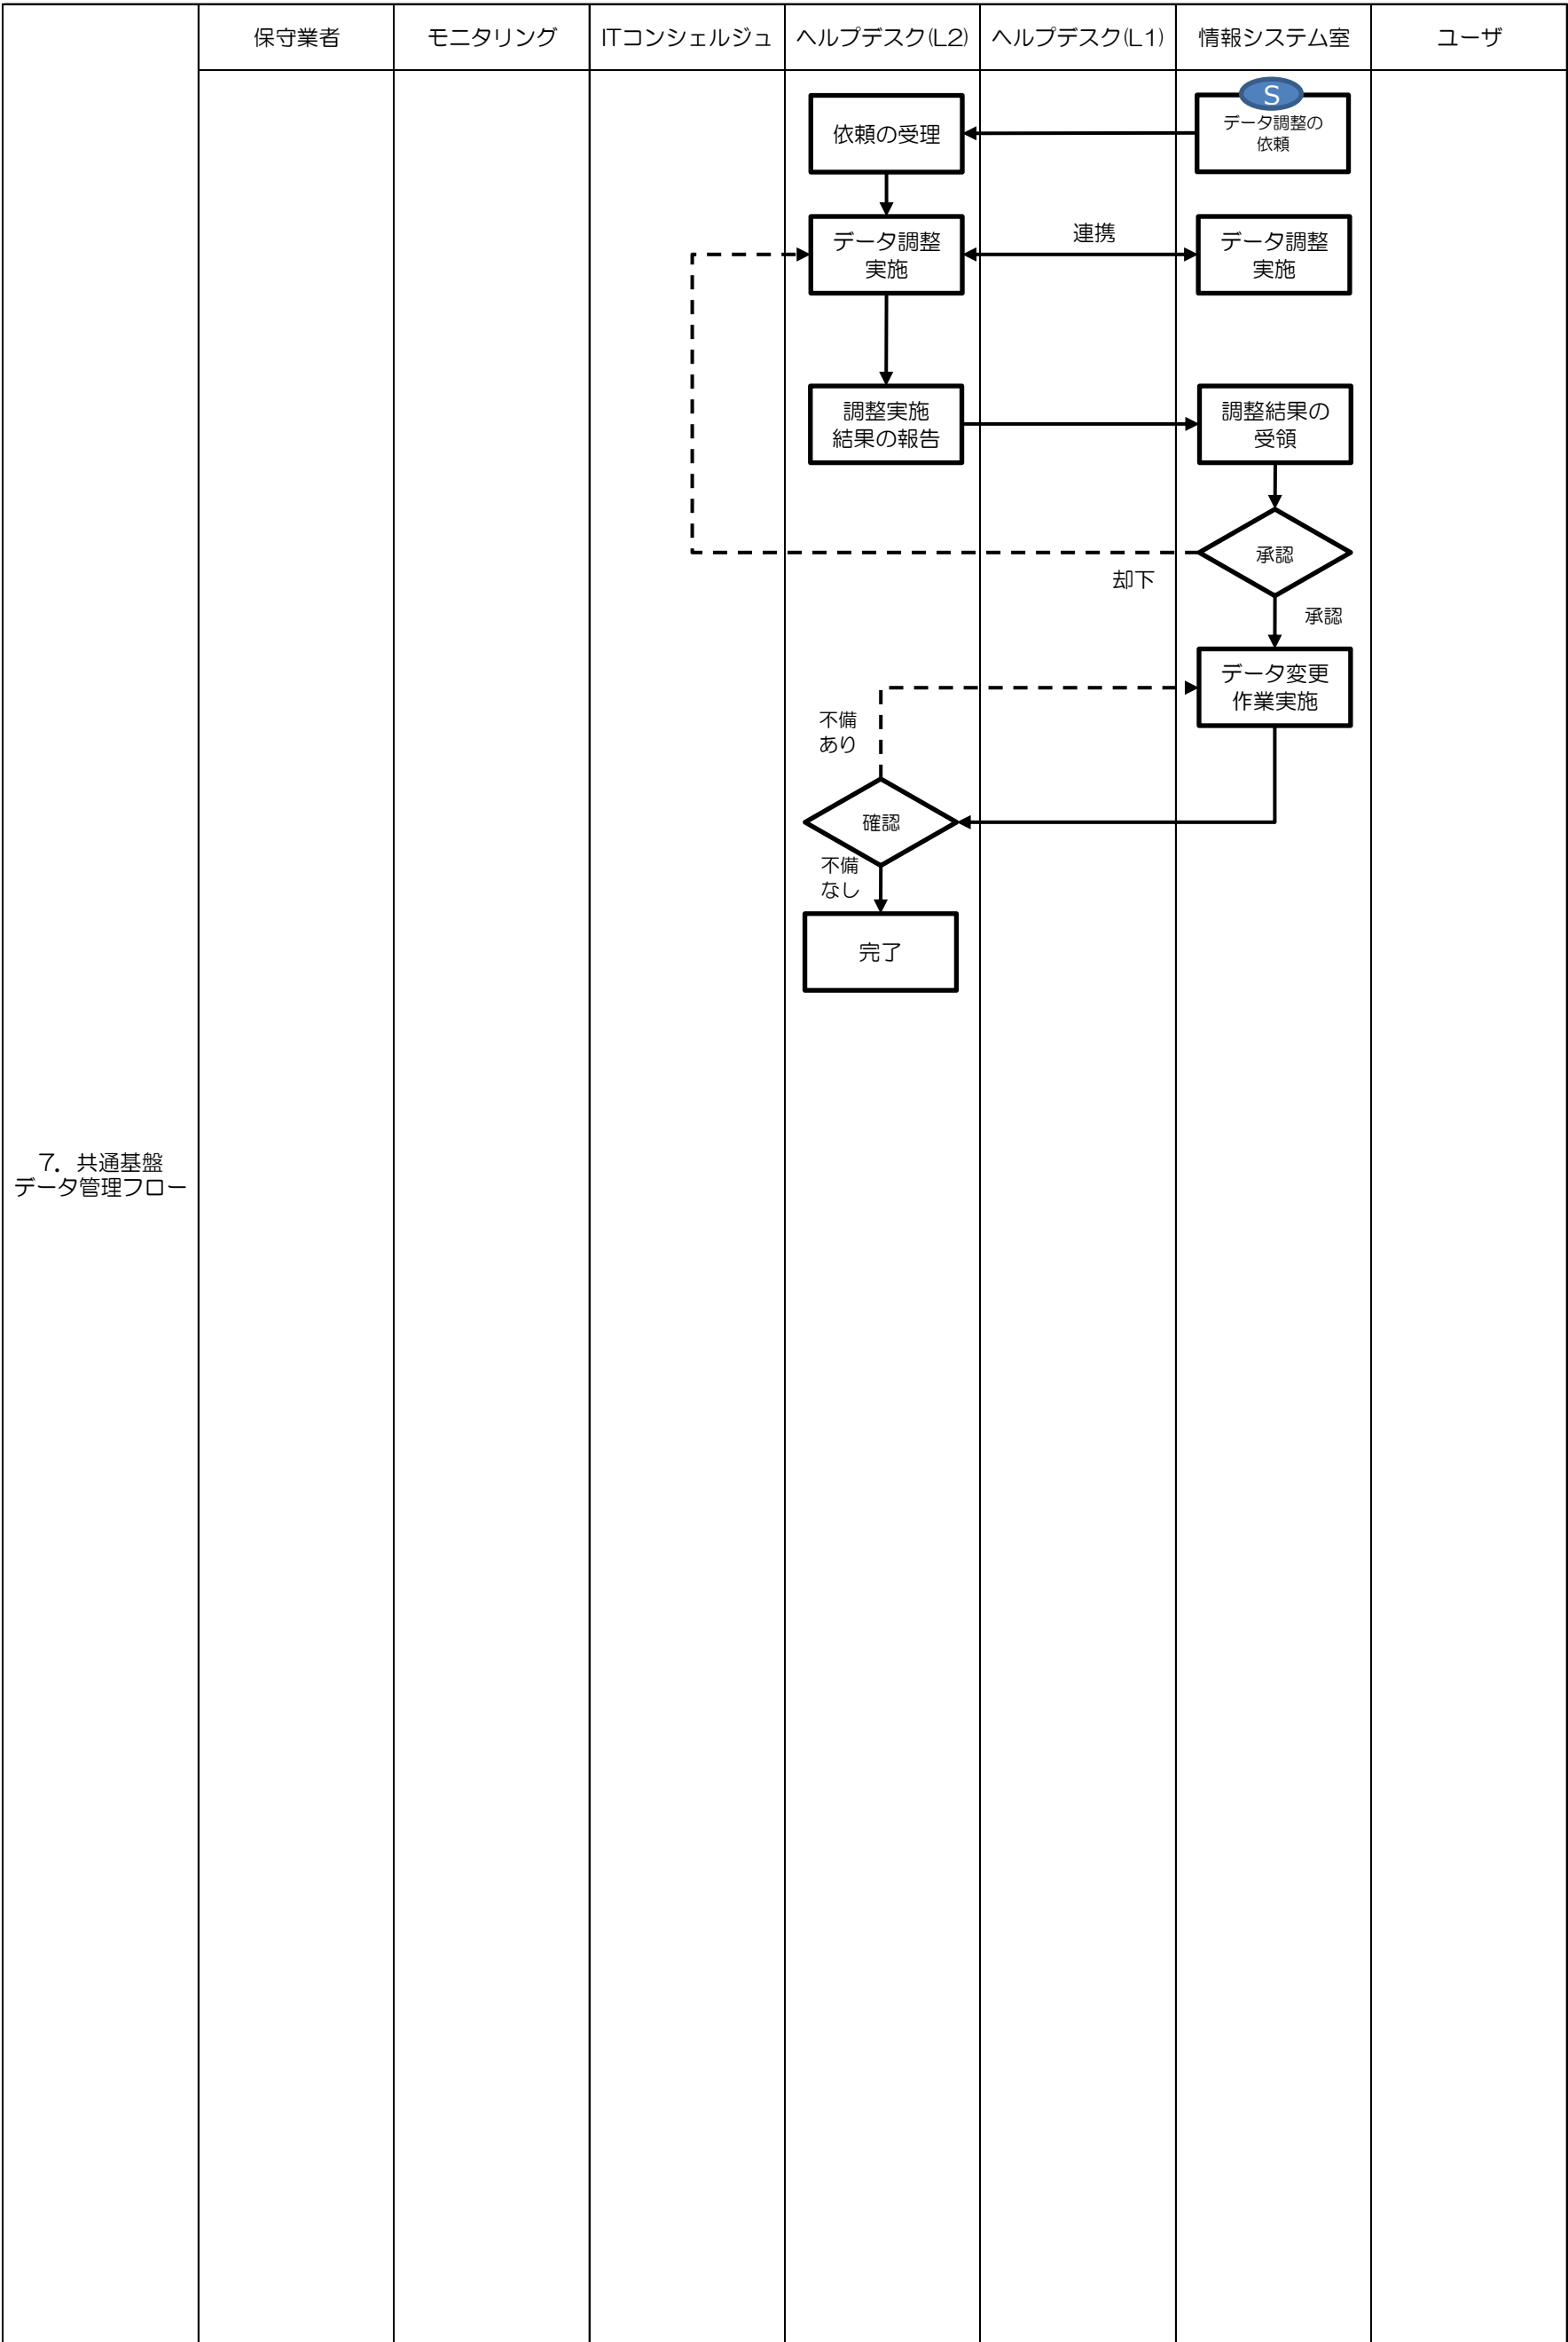 保守業者
モニタリング
ITコンシェルジュ
ヘルプデスク(L2)
ヘルプデスク(L1)
情報システム室
ユーザ
S
データ調整の
依頼
依頼の受理
データ調整
実施
連携
データ調整
実施
調整実施
結果の報告
調整結果の
受領
承認
却下
承認
データ変更
作業実施
不備
あり
確認
不備
なし
完了
7．共通基盤
データ管理フロー